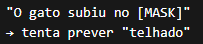 "O gato subiu no [MASK]"
→ tenta prever "telhado"